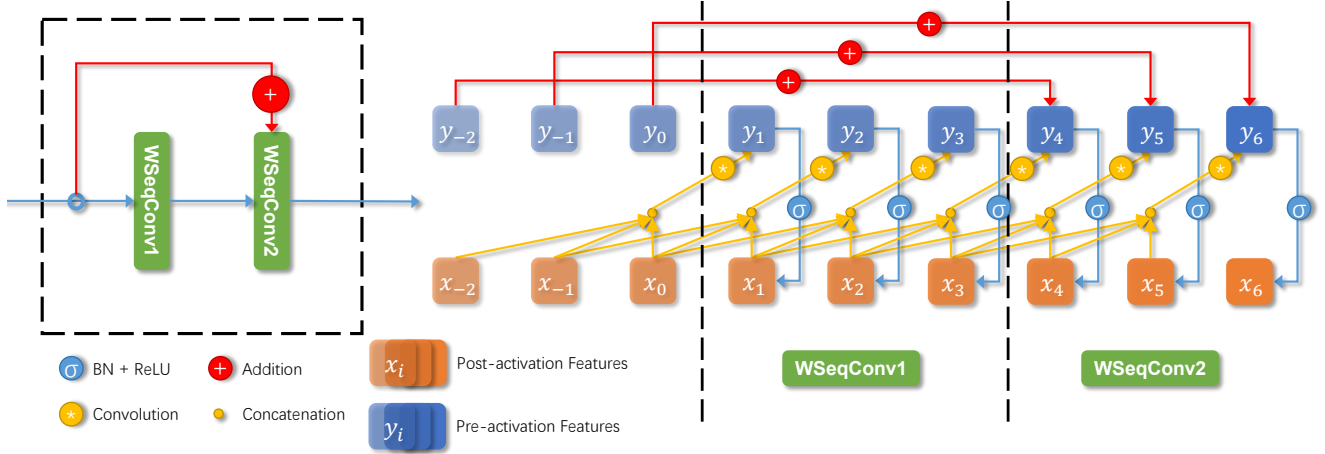 +
+
+
+
WSeqConv1
WSeqConv2
y₋₂ y₋₁ y₀ y₁ y₂ y₃ y₄ y₅ y₆
* * * * * *
σ σ σ σ σ σ
x₋₂ x₋₁ x₀ x₁ x₂ x₃ x₄ x₅ x₆
WSeqConv1 WSeqConv2
σ BN + ReLU
+ Addition
xᵢ Post-activation Features
* Convolution
Concatenation
yᵢ Pre-activation Features